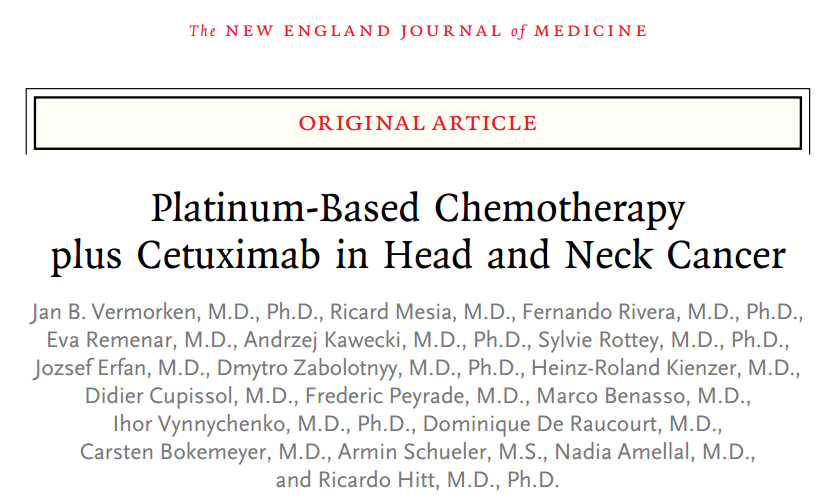 The NEW ENGLAND JOURNAL of MEDICINE
ORIGINAL ARTICLE
Platinum-Based Chemotherapy
plus Cetuximab in Head and Neck Cancer
Jan B. Vermorken, M.D., Ph.D., Ricard Mesia, M.D., Fernando Rivera, M.D., Ph.D.,
Eva Remenar, M.D., Andrzej Kawecki, M.D., Ph.D., Sylvie Rottey, M.D., Ph.D.,
Jozsef Erfan, M.D., Dmytro Zabolotnyy, M.D., Ph.D., Heinz-Roland Kienzer, M.D.,
Didier Cupissol, M.D., Frederic Peyrade, M.D., Marco Benasso, M.D.,
Ihor Vynnychenko, M.D., Ph.D., Dominique De Raucourt, M.D.,
Carsten Bokemeyer, M.D., Armin Schueler, M.S., Nadia Amellal, M.D.,
and Ricardo Hitt, M.D., Ph.D.